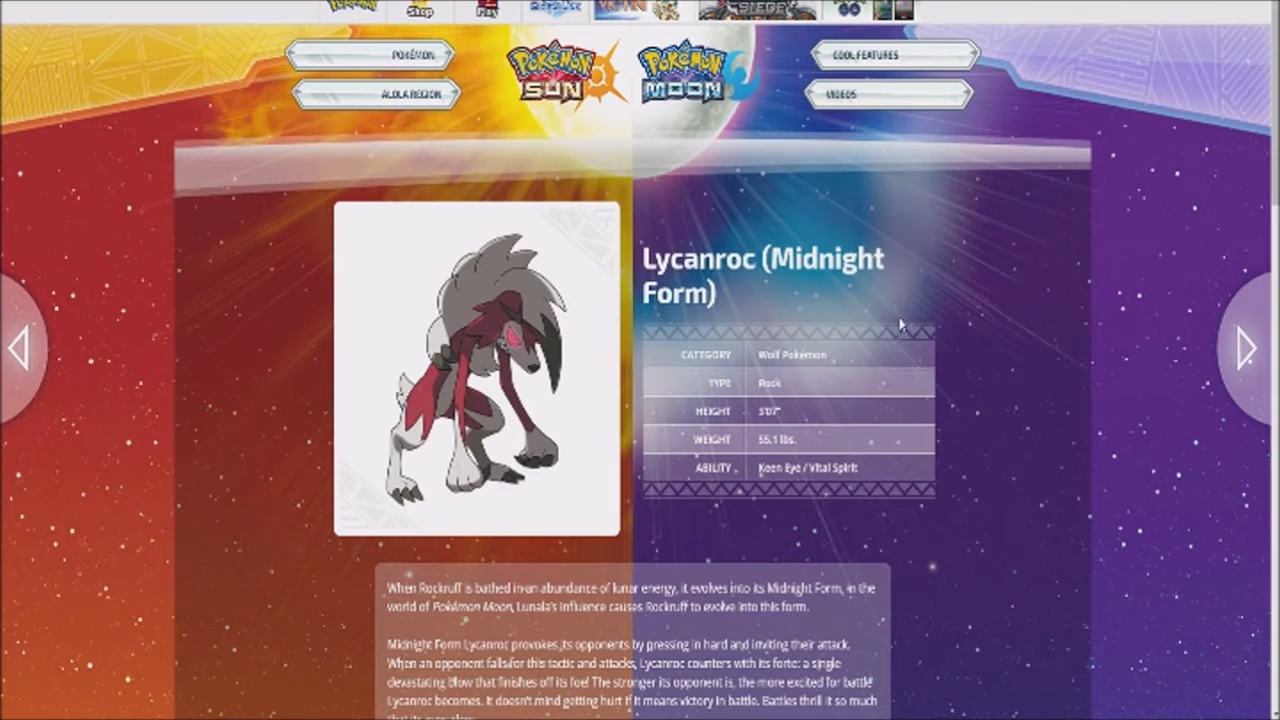 Shop
Play
SIEGE
POKÉMON
ALOLA REGION
POKÉMON
SUN
POKÉMON
MOON
COOL FEATURES
VIDEOS
Lycanroc (Midnight
Form)
CATEGORY Wolf Pokémon
TYPE Rock
HEIGHT 3'07"
WEIGHT 55.1 lbs.
ABILITY Keen Eye / Vital Spirit
When Rockruff is bathed in an abundance of lunar energy, it evolves into its Midnight Form, in the
world of Pokémon Moon, Lunala's influence causes Rockruff to evolve into this form.
Midnight Form Lycanroc provokes its opponents by pressing in hard and inviting their attack.
When an opponent falls for this tactic and attacks, Lycanroc counters with its forte: a single
devastating blow that finishes off its foe! The stronger its opponent is, the more excited for battle
Lycanroc becomes. It doesn't mind getting hurt if it means victory in battle. Battles thrill it so much